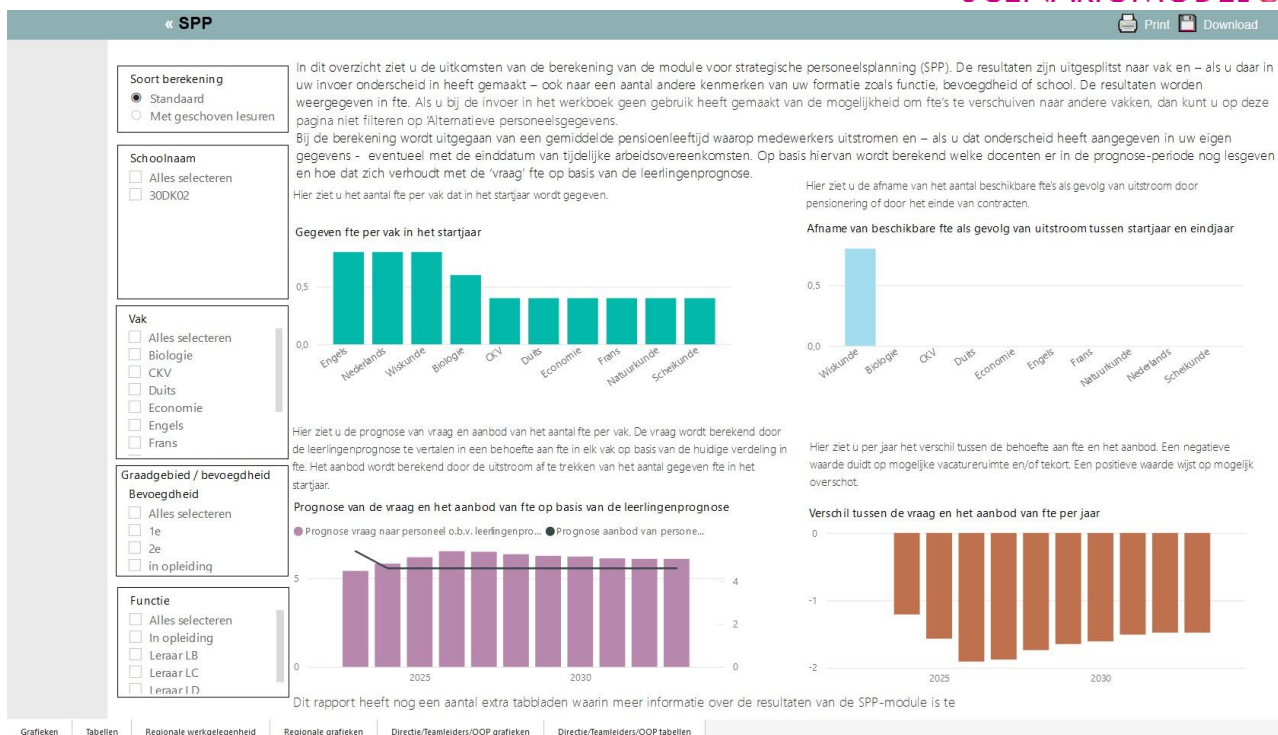 « SPP
Print Download
Soort berekening
Standaard
Met geschoven lesuren
Schoolnaam
Alles selecteren
30DK02
Vak
Alles selecteren
Biologie
CKV
Duits
Economie
Engels
Frans
Graadgebied / bevoegdheid
Bevoegdheid
Alles selecteren
1e
2e
in opleiding
Functie
Alles selecteren
In opleiding
Leraar LB
Leraar LC
Leraar LD
In dit overzicht ziet u de uitkomsten van de berekening van de module voor strategische personeelsplanning (SPP). De resultaten zijn uitgesplitst naar vak en – als u daar in
uw invoer onderscheid in heeft gemaakt – ook naar een aantal andere kenmerken van uw formatie zoals functie, bevoegdheid of school. De resultaten worden
weergegeven in fte. Als u bij de invoer in het werkboek geen gebruik heeft gemaakt van de mogelijkheid om fte's te verschuiven naar andere vakken, dan kunt u op deze
pagina niet filteren op 'Alternatieve personeelsgegevens.
Bij de berekening wordt uitgegaan van een gemiddelde pensioenleeftijd waarop medewerkers uitstromen en – als u dat onderscheid heeft aangegeven in uw eigen
gegevens - eventueel met de einddatum van tijdelijke arbeidsovereenkomsten. Op basis hiervan wordt berekend welke docenten er in de prognose-periode nog lesgeven
en hoe dat zich verhoudt met de 'vraag' fte op basis van de leerlingenprognose.
Hier ziet u het aantal fte per vak dat in het startjaar wordt gegeven.
Gegeven fte per vak in het startjaar
0,5
0,0
Engels Nederlands Wiskunde Biologie CKV Duits Economie Frans Natuurkunde Scheikunde
Hier ziet u de afname van het aantal beschikbare fte's als gevolg van uitstroom door
pensionering of door het einde van contracten.
Afname van beschikbare fte als gevolg van uitstroom tussen startjaar en eindjaar
0,5
0,0
Wiskunde Biologie CKV Duits Economie Engels Frans Natuurkunde Nederlands Scheikunde
Hier ziet u de prognose van vraag en aanbod van het aantal fte per vak. De vraag wordt berekend door
de leerlingenprognose te vertalen in een behoefte aan fte in elk vak op basis van de huidige verdeling in
fte. Het aanbod wordt berekend door de uitstroom af te trekken van het aantal gegeven fte in het
startjaar.
Prognose van de vraag en het aanbod van fte op basis van de leerlingenprognose
Prognose vraag naar personeel o.b.v. leerlingenpro... Prognose aanbod van persone...
5
4
2
0 0
2025 2030
Hier ziet u per jaar het verschil tussen de behoefte aan fte en het aanbod. Een negatieve
waarde duidt op mogelijke vacatureruimte en/of tekort. Een positieve waarde wijst op mogelijk
overschot.
Verschil tussen de vraag en het aanbod van fte per jaar
0
-1
-2
2025 2030
Dit rapport heeft nog een aantal extra tabbladen waarin meer informatie over de resultaten van de SPP-module is te
Grafieken Tabellen Regionale werkgelegenheid Regionale grafieken Directie/Teamleiders/OOP grafieken Directie/Teamleiders/OOP tabellen